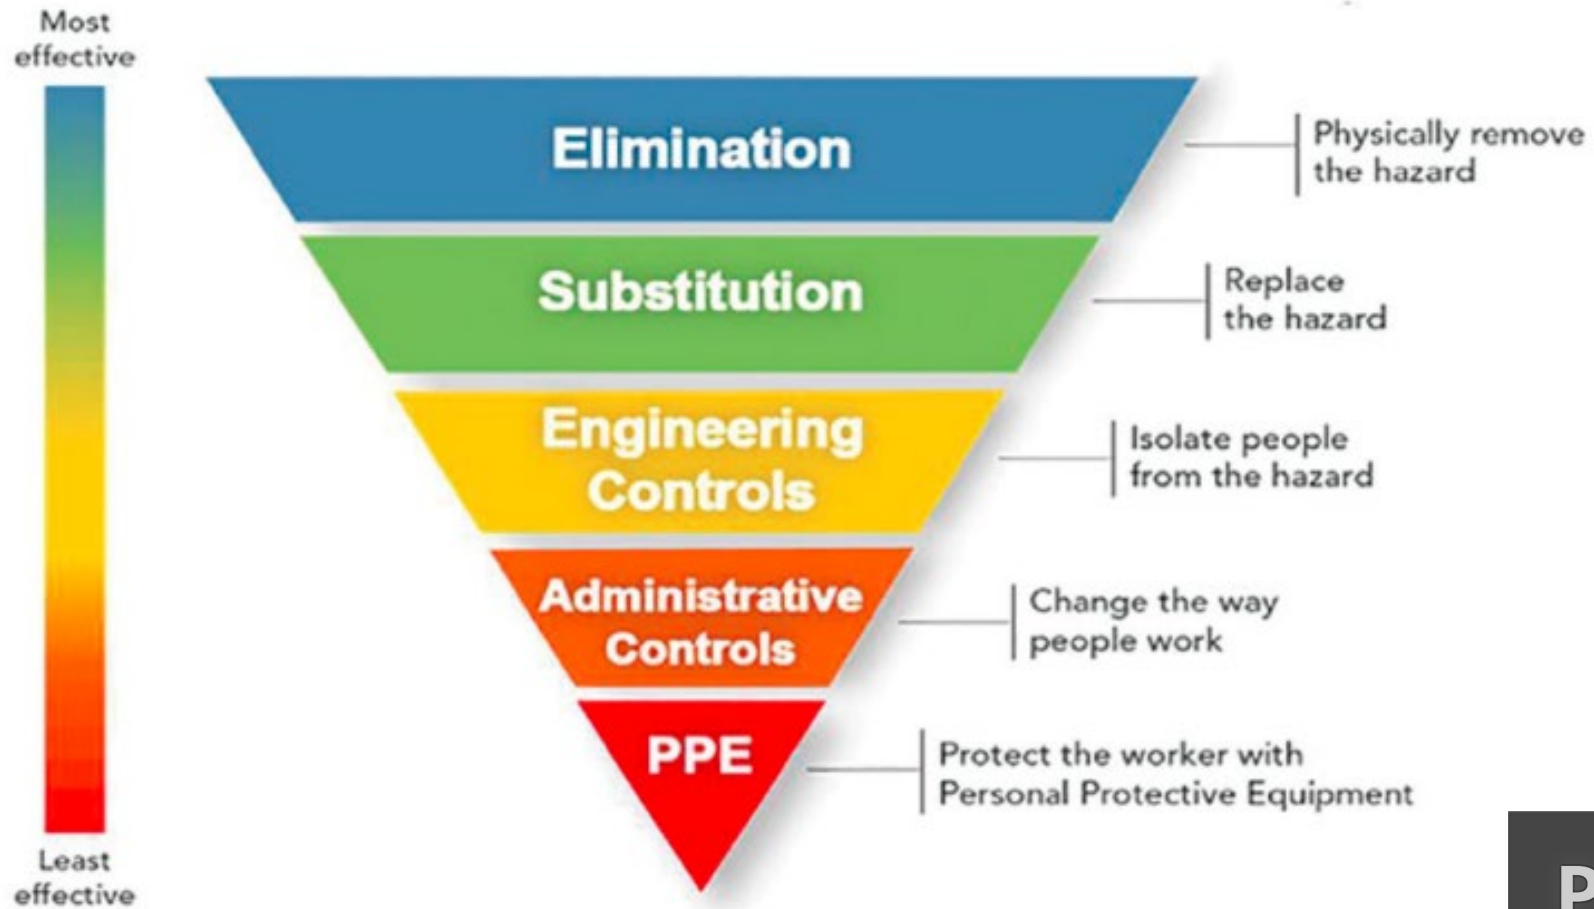 Most
effective
Elimination
Physically remove
the hazard
Substitution
Replace
the hazard
Engineering
Controls
Isolate people
from the hazard
Administrative
Controls
Change the way
people work
PPE
Protect the worker with
Personal Protective Equipment
Least
effective
P